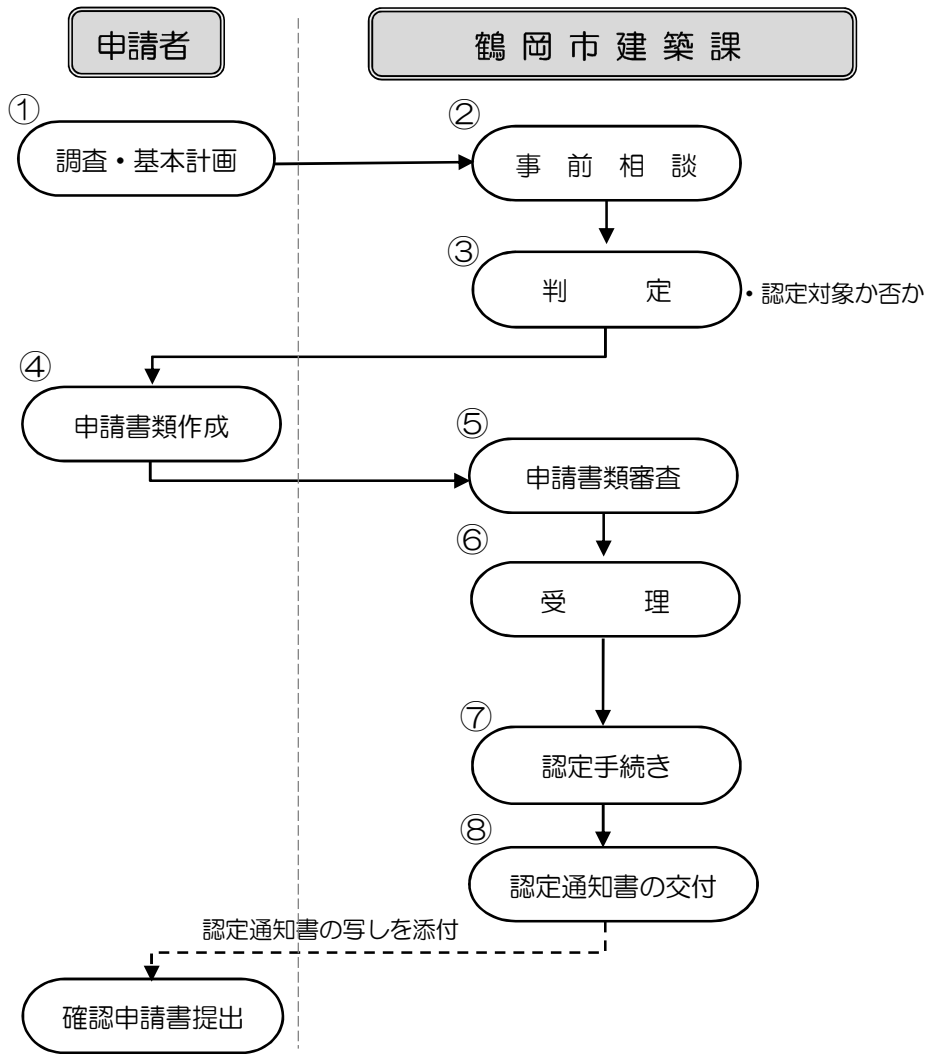 申請者
鶴岡市建築課
①
調査・基本計画
②
事前相談
③
判定
・認定対象か否か
④
申請書類作成
⑤
申請書類審査
⑥
受理
⑦
認定手続き
⑧
認定通知書の交付
認定通知書の写しを添付
確認申請書提出